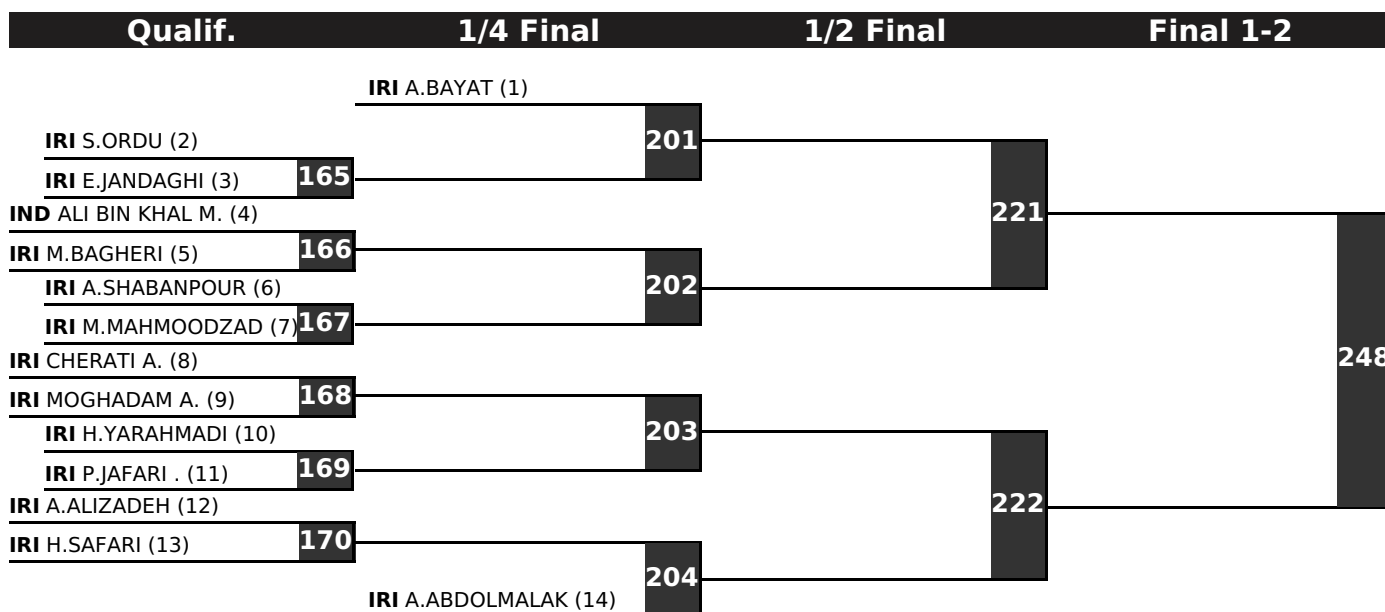 Qualif. 1/4 Final 1/2 Final Final 1-2
IRI A.BAYAT (1)
201
IRI S.ORDU (2)
165
IRI E.JANDAGHI (3)
221
IND ALI BIN KHAL M. (4)
166
IRI M.BAGHERI (5)
202
IRI A.SHABANPOUR (6)
167
IRI M.MAHMOODZAD (7)
248
IRI CHERATI A. (8)
168
IRI MOGHADAM A. (9)
203
IRI H.YARAHMADI (10)
169
IRI P.JAFARI . (11)
222
IRI A.ALIZADEH (12)
170
IRI H.SAFARI (13)
204
IRI A.ABDOLMALAK (14)